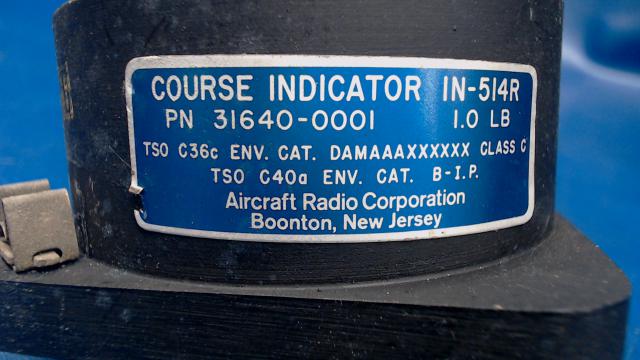 COURSE INDICATOR IN-514R
PN 31640-0001 1.0 LB
TSO C36c ENV. CAT. DAMAAAXXXXXX CLASS C
TSO C40a ENV. CAT. B-I.P.
Aircraft Radio Corporation
Boonton, New Jersey